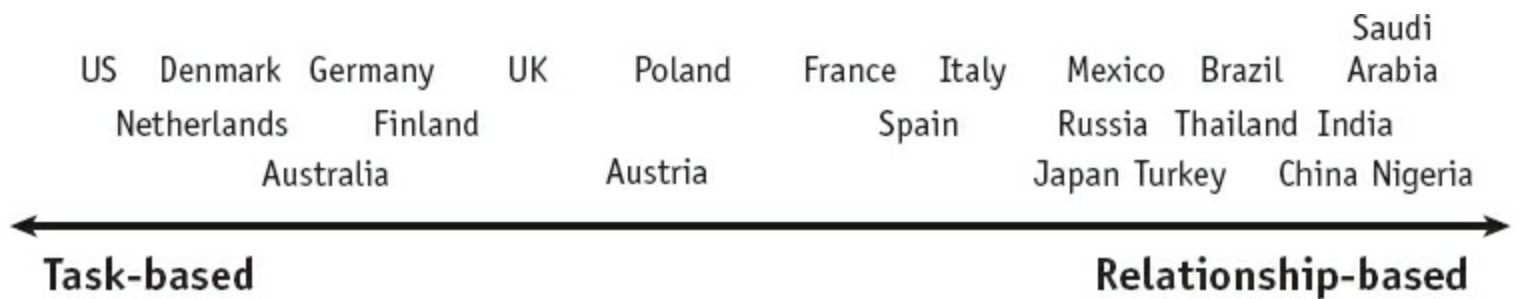 Saudi
US Denmark Germany UK Poland France Italy Mexico Brazil Arabia
Netherlands Finland Spain Russia Thailand India
Australia Austria Japan Turkey China Nigeria
Task-based Relationship-based